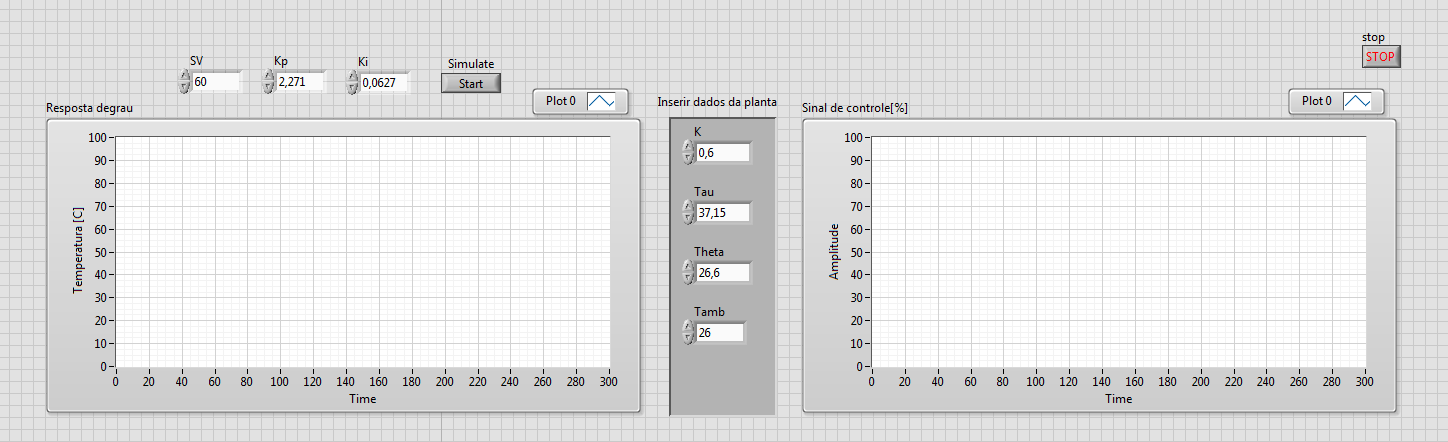 stop
STOP
SV
60
Kp
2,271
Ki
0,0627
Simulate
Start
Resposta degrau
Plot 0
Temperatura [C]
100
90
80
70
60
50
40
30
20
10
0
0 20 40 60 80 100 120 140 160 180 200 220 240 260 280 300
Time
Inserir dados da planta
K
0,6
Tau
37,15
Theta
26,6
Tamb
26
Sinal de controle[%]
Plot 0
Amplitude
100
90
80
70
60
50
40
30
20
10
0
0 20 40 60 80 100 120 140 160 180 200 220 240 260 280 300
Time